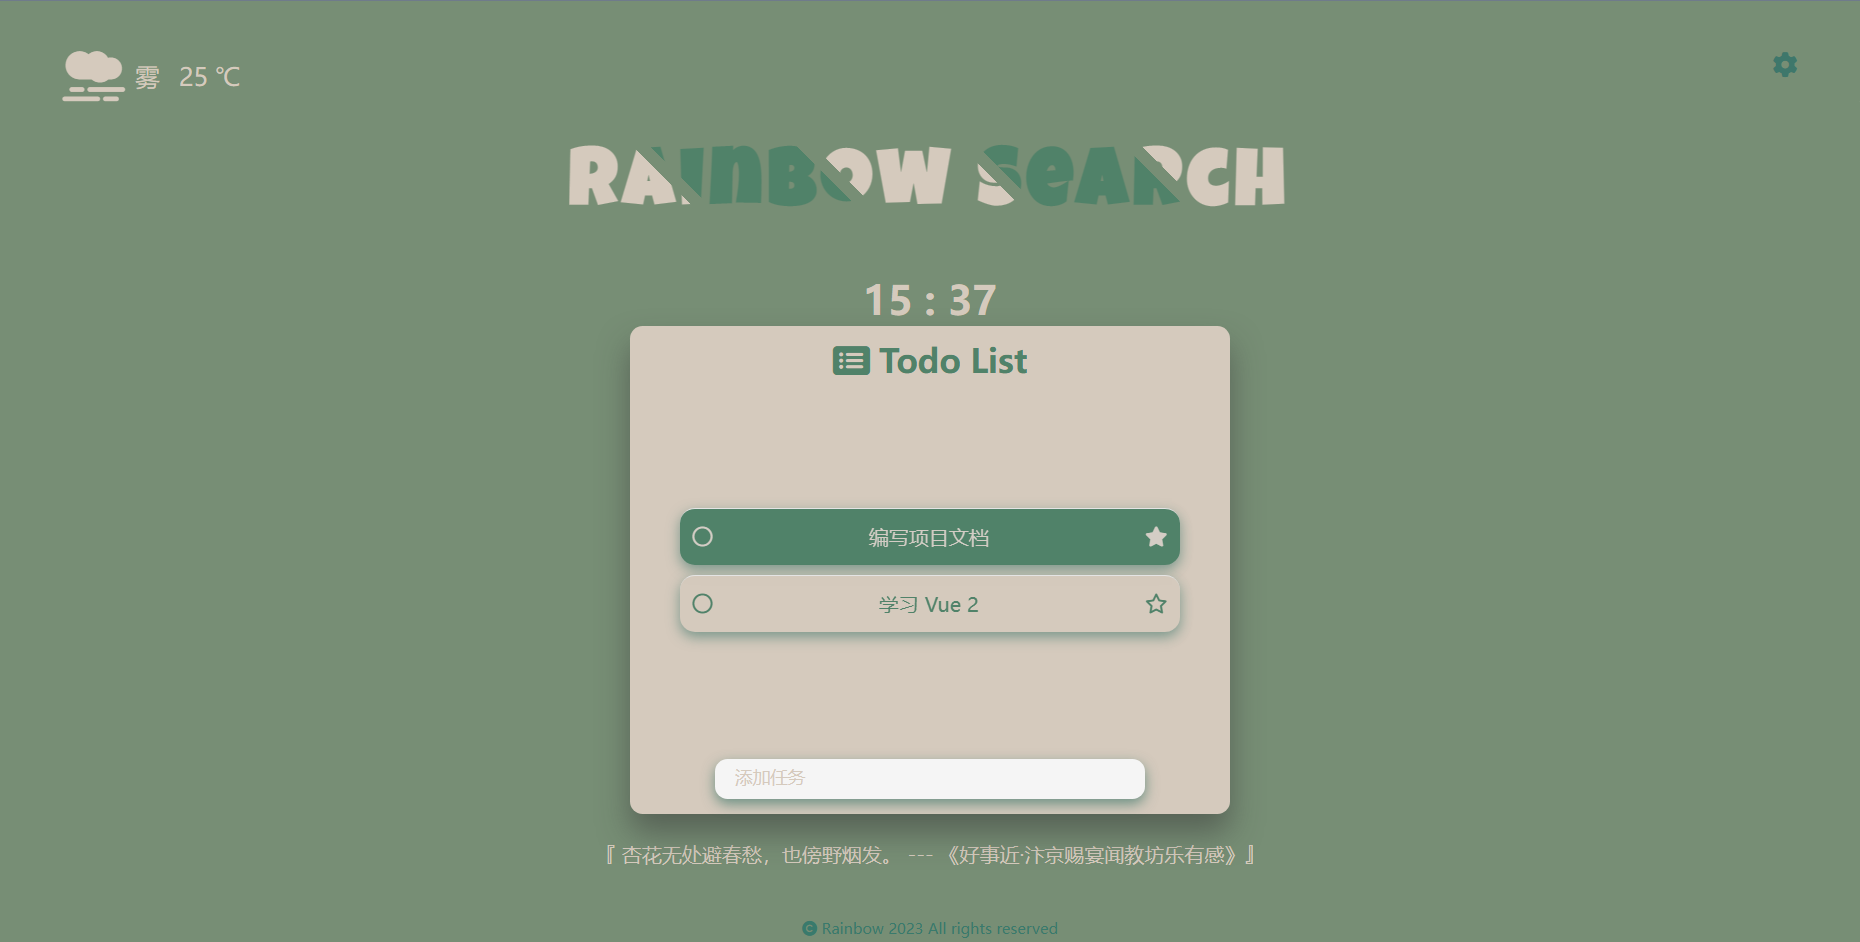 雾 25 ℃
RAINBOW SEARCH
15 : 37
Todo List
编写项目文档
学习 Vue 2
添加任务
『 杏花无处避春愁，也傍野烟发。 --- 《好事近·汴京赐宴闻教坊乐有感》』
© Rainbow 2023 All rights reserved